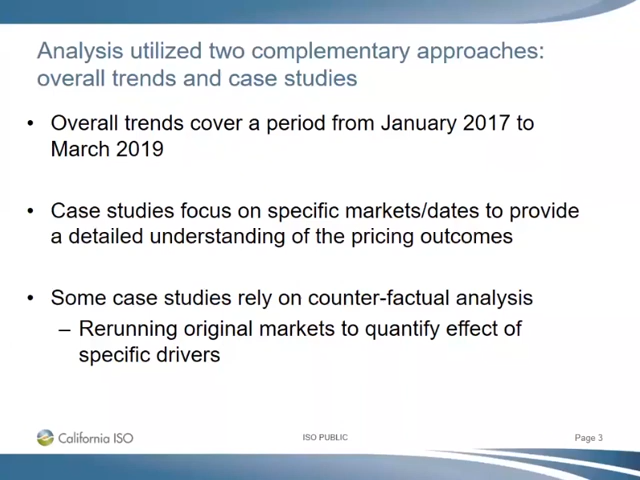 Analysis utilized two complementary approaches:
overall trends and case studies
• Overall trends cover a period from January 2017 to
March 2019
• Case studies focus on specific markets/dates to provide
a detailed understanding of the pricing outcomes
• Some case studies rely on counter-factual analysis
– Rerunning original markets to quantify effect of
specific drivers
California ISO
ISO PUBLIC
Page 3